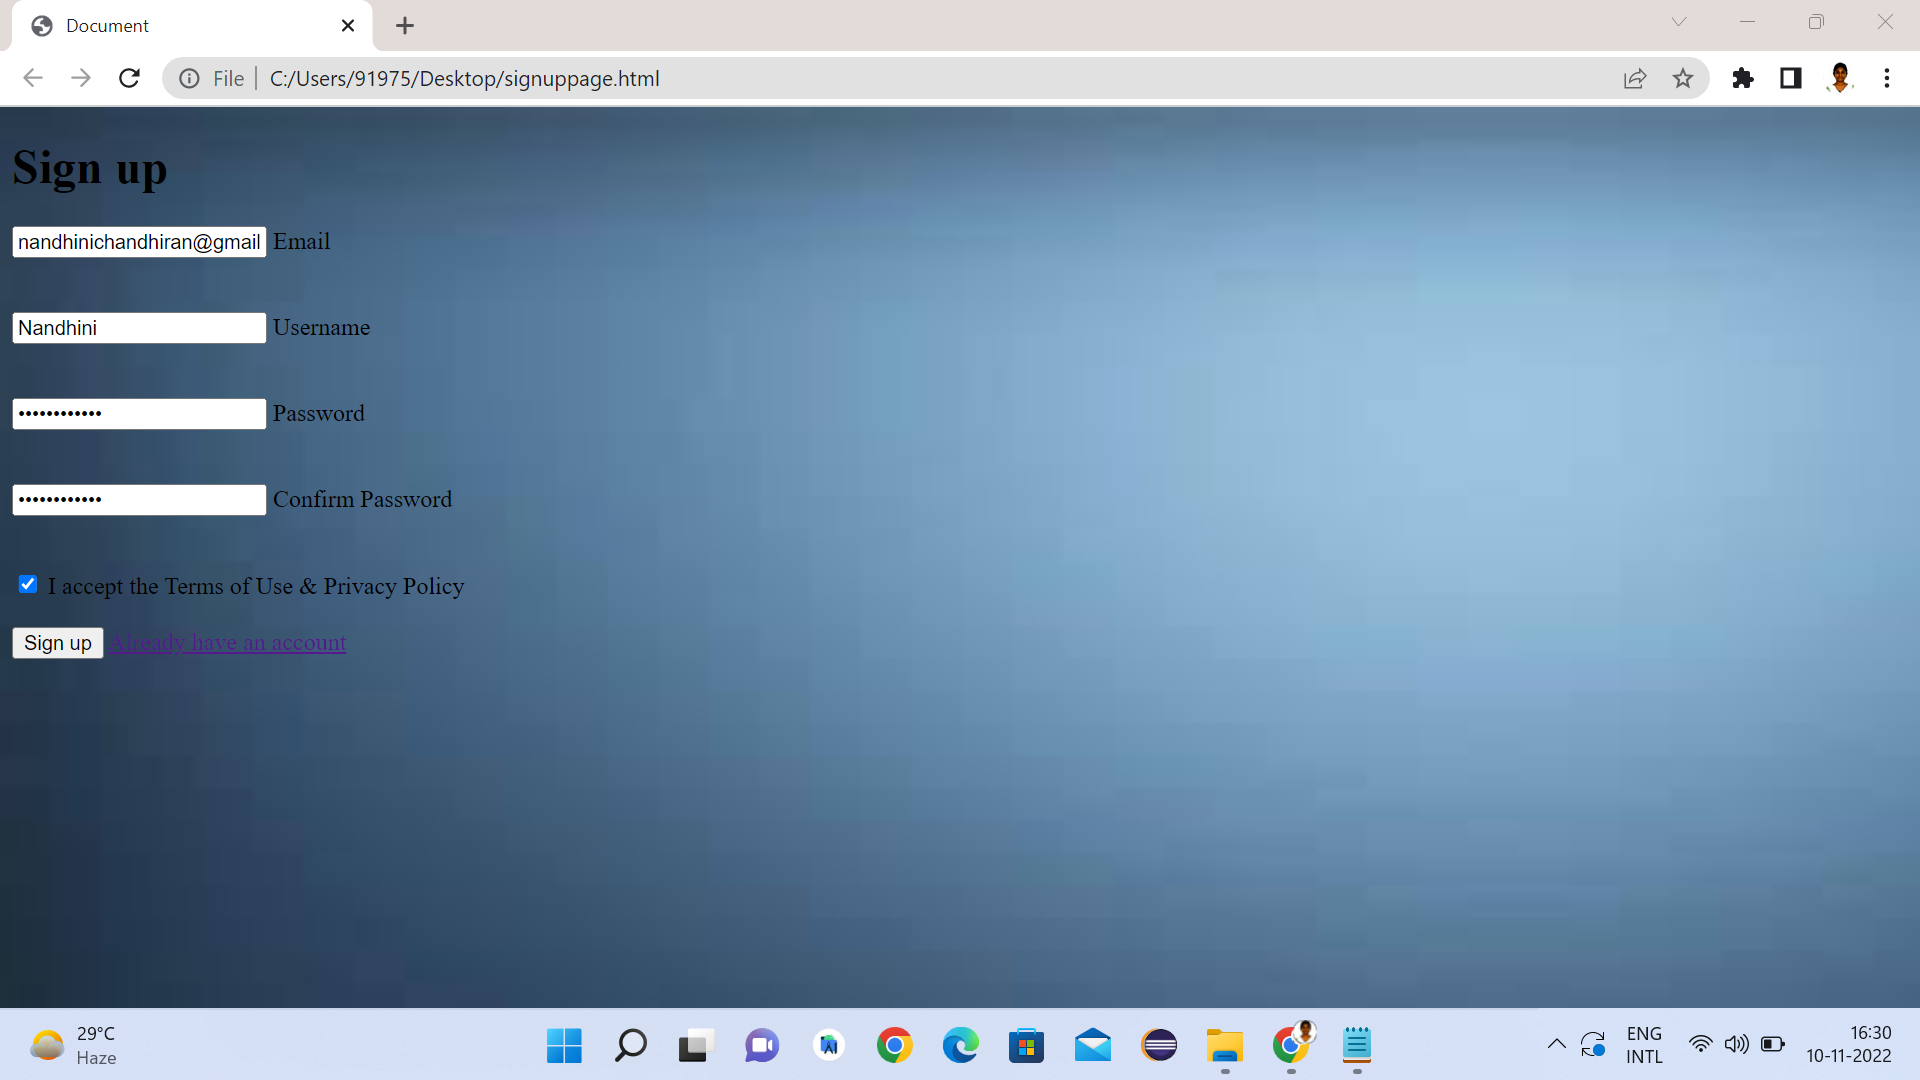 Document
File
C:/Users/91975/Desktop/signuppage.html
Sign up
nandhinichandhiran@gmail Email
Nandhini Username
•••••••••••• Password
•••••••••••• Confirm Password
I accept the Terms of Use & Privacy Policy
Sign up Already have an account
29°C
Haze
ENG
INTL
16:30
10-11-2022